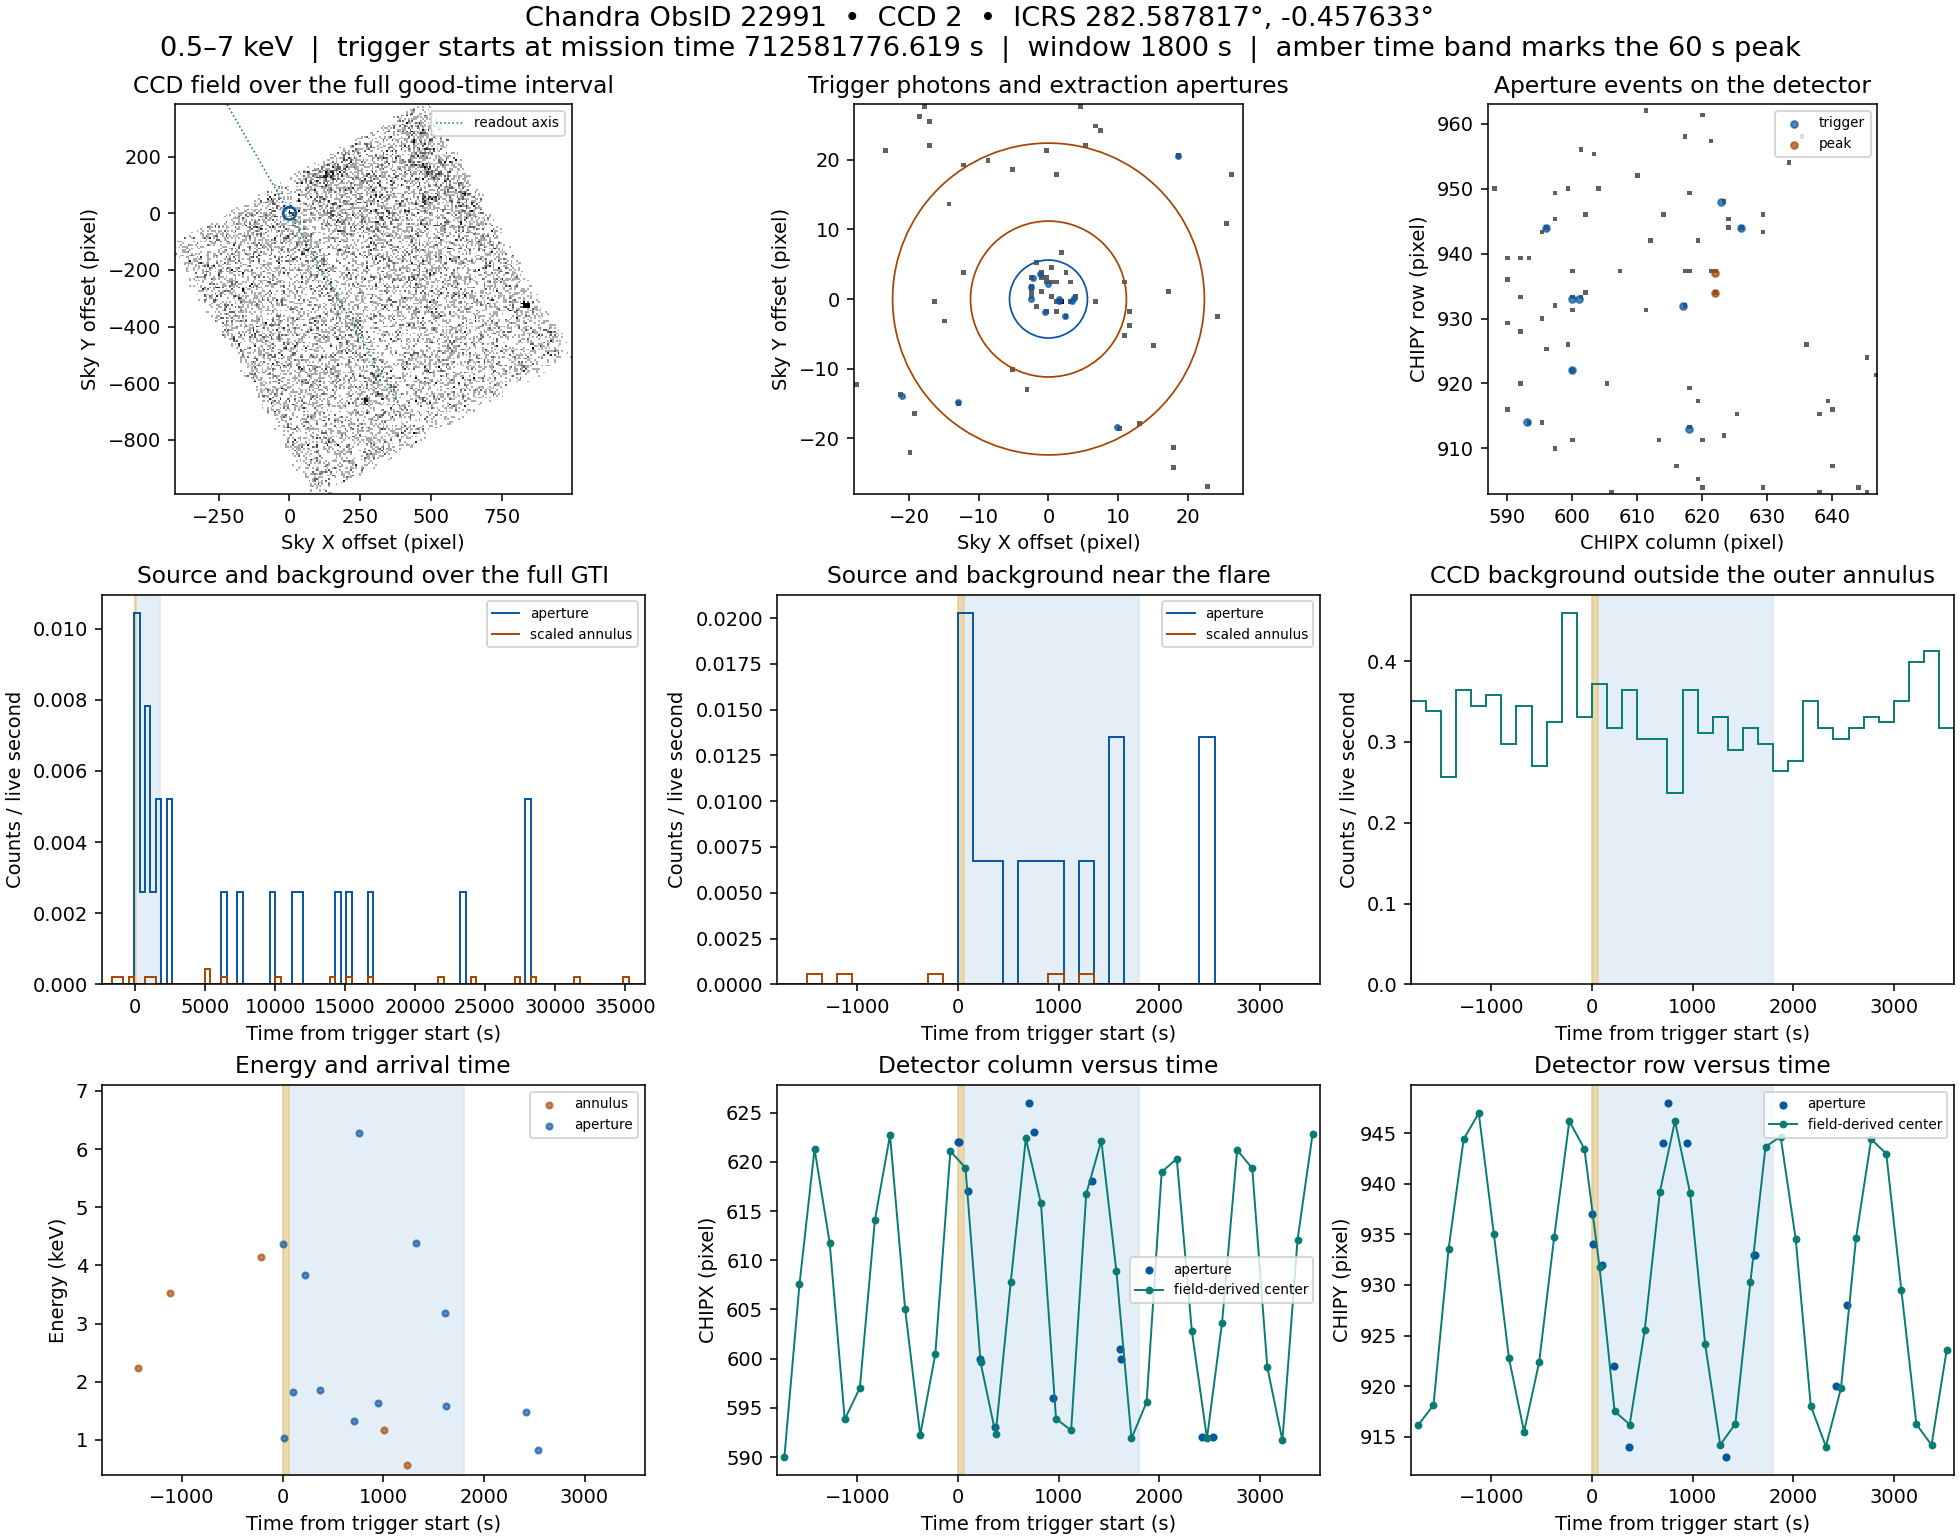 Chandra ObsID 22991  •  CCD 2  •  ICRS 282.587817°, -0.457633°
0.5–7 keV  |  trigger starts at mission time 712581776.619 s  |  window 1800 s  |  amber time band marks the 60 s peak
CCD field over the full good-time interval
readout axis
200
0
−200
−400
−600
−800
Sky Y offset (pixel)
−250
0
250
500
750
Sky X offset (pixel)
Trigger photons and extraction apertures
20
10
0
−10
−20
Sky Y offset (pixel)
−20
−10
0
10
20
Sky X offset (pixel)
Aperture events on the detector
trigger
peak
960
950
940
930
920
910
CHIPY row (pixel)
590
600
610
620
630
640
CHIPX column (pixel)
Source and background over the full GTI
aperture
scaled annulus
0.010
0.008
0.006
0.004
0.002
0.000
Counts / live second
0
5000
10000
15000
20000
25000
30000
35000
Time from trigger start (s)
Source and background near the flare
aperture
scaled annulus
0.0200
0.0175
0.0150
0.0125
0.0100
0.0075
0.0050
0.0025
0.0000
Counts / live second
−1000
0
1000
2000
3000
Time from trigger start (s)
CCD background outside the outer annulus
0.4
0.3
0.2
0.1
0.0
Counts / live second
−1000
0
1000
2000
3000
Time from trigger start (s)
Energy and arrival time
annulus
aperture
7
6
5
4
3
2
1
Energy (keV)
−1000
0
1000
2000
3000
Time from trigger start (s)
Detector column versus time
aperture
field-derived center
625
620
615
610
605
600
595
590
CHIPX (pixel)
−1000
0
1000
2000
3000
Time from trigger start (s)
Detector row versus time
aperture
field-derived center
945
940
935
930
925
920
915
CHIPY (pixel)
−1000
0
1000
2000
3000
Time from trigger start (s)